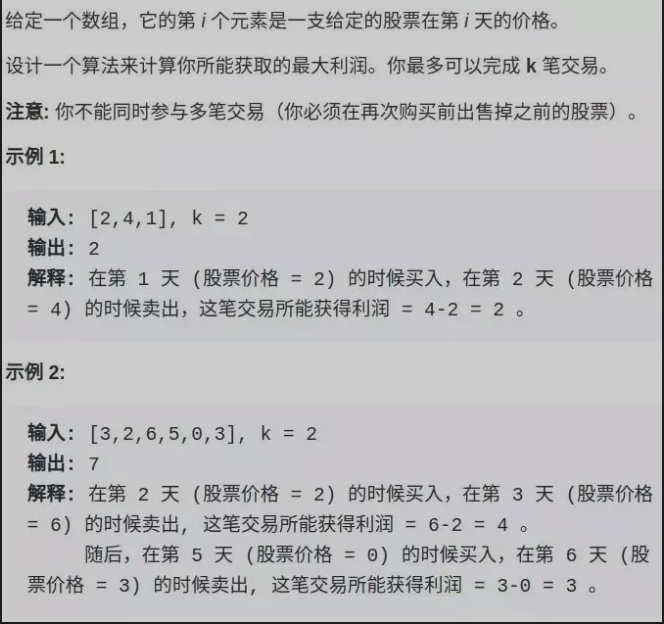 给定一个数组，它的第 i 个元素是一支给定的股票在第 i 天的价格。
设计一个算法来计算你所能获取的最大利润。你最多可以完成 k 笔交易。
注意: 你不能同时参与多笔交易（你必须在再次购买前出售掉之前的股票）。
示例 1:
输入: [2,4,1], k = 2
输出: 2
解释: 在第 1 天 (股票价格 = 2) 的时候买入，在第 2 天 (股票价格
= 4) 的时候卖出，这笔交易所能获得利润 = 4-2 = 2 。
示例 2:
输入: [3,2,6,5,0,3], k = 2
输出: 7
解释: 在第 2 天 (股票价格 = 2) 的时候买入，在第 3 天 (股票价格
= 6) 的时候卖出, 这笔交易所能获得利润 = 6-2 = 4 。
随后，在第 5 天 (股票价格 = 0) 的时候买入，在第 6 天 (股
票价格 = 3) 的时候卖出, 这笔交易所能获得利润 = 3-0 = 3 。